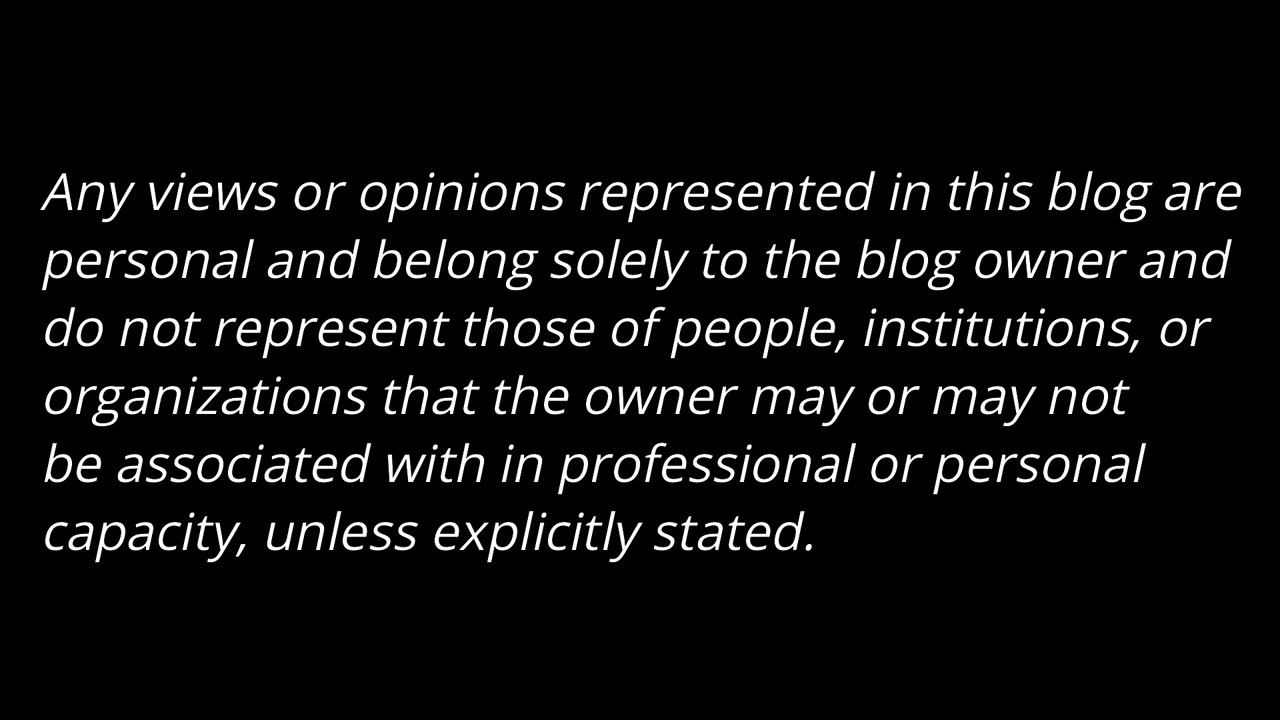 Any views or opinions represented in this blog are
personal and belong solely to the blog owner and
do not represent those of people, institutions, or
organizations that the owner may or may not
be associated with in professional or personal
capacity, unless explicitly stated.